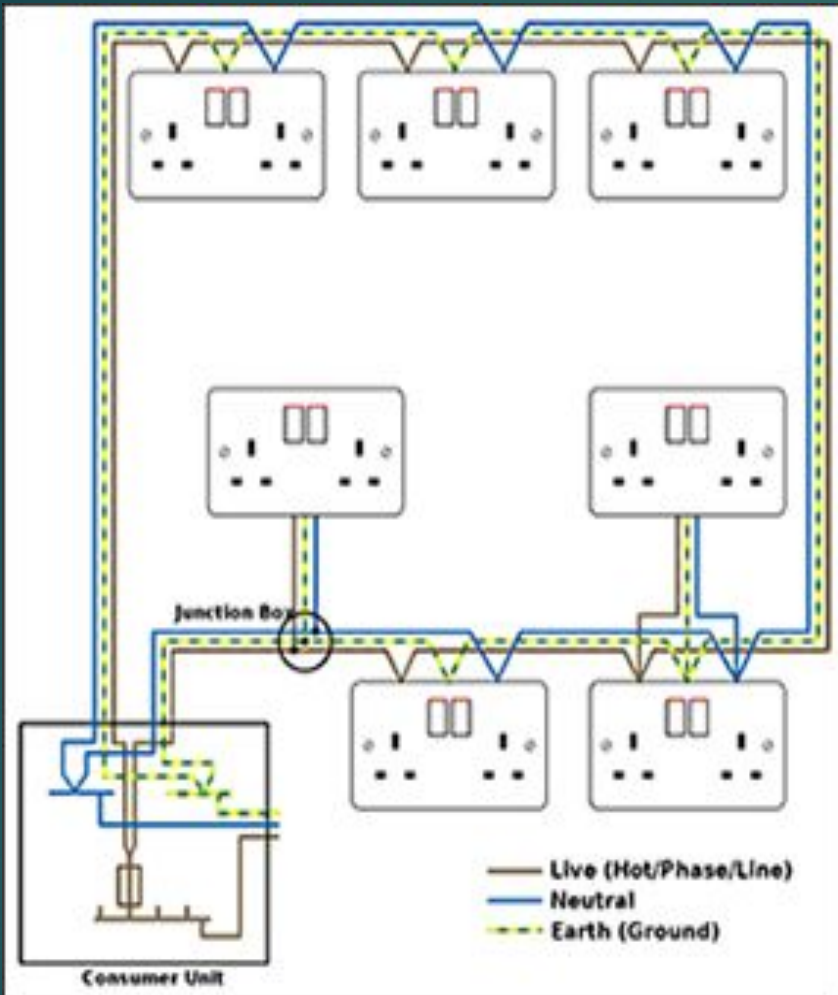 Junction Box
Live (Hot/Phase/Line)
Neutral
Earth (Ground)
Consumer Unit